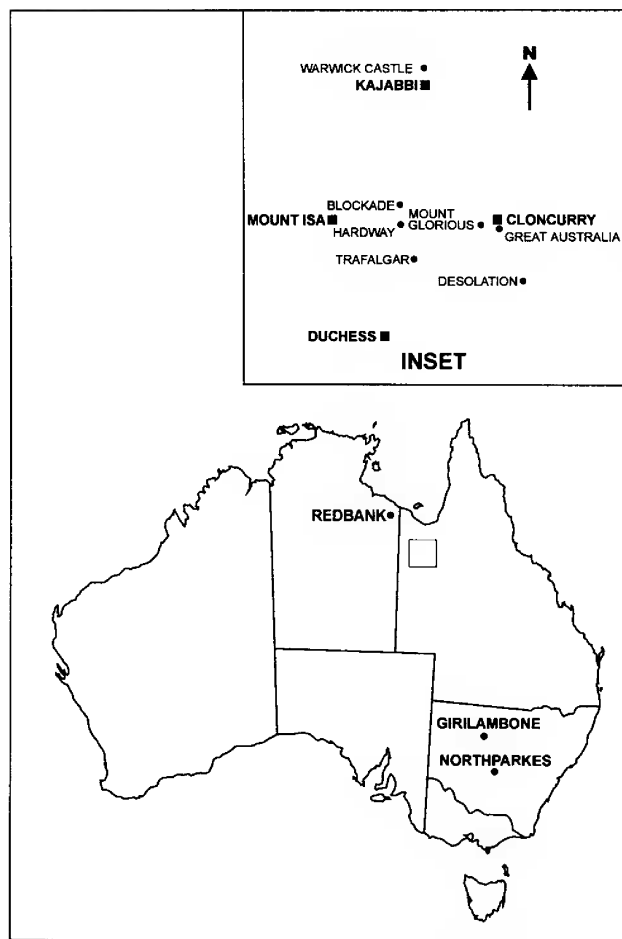 N
WARWICK CASTLE
KAJABBI
BLOCKADE
MOUNT ISA
HARDWAY
MOUNT
GLORIOUS
CLONCURRY
GREAT AUSTRALIA
TRAFALGAR
DESOLATION
DUCHESS
INSET
REDBANK
GIRILAMBONE
NORTHPARKES